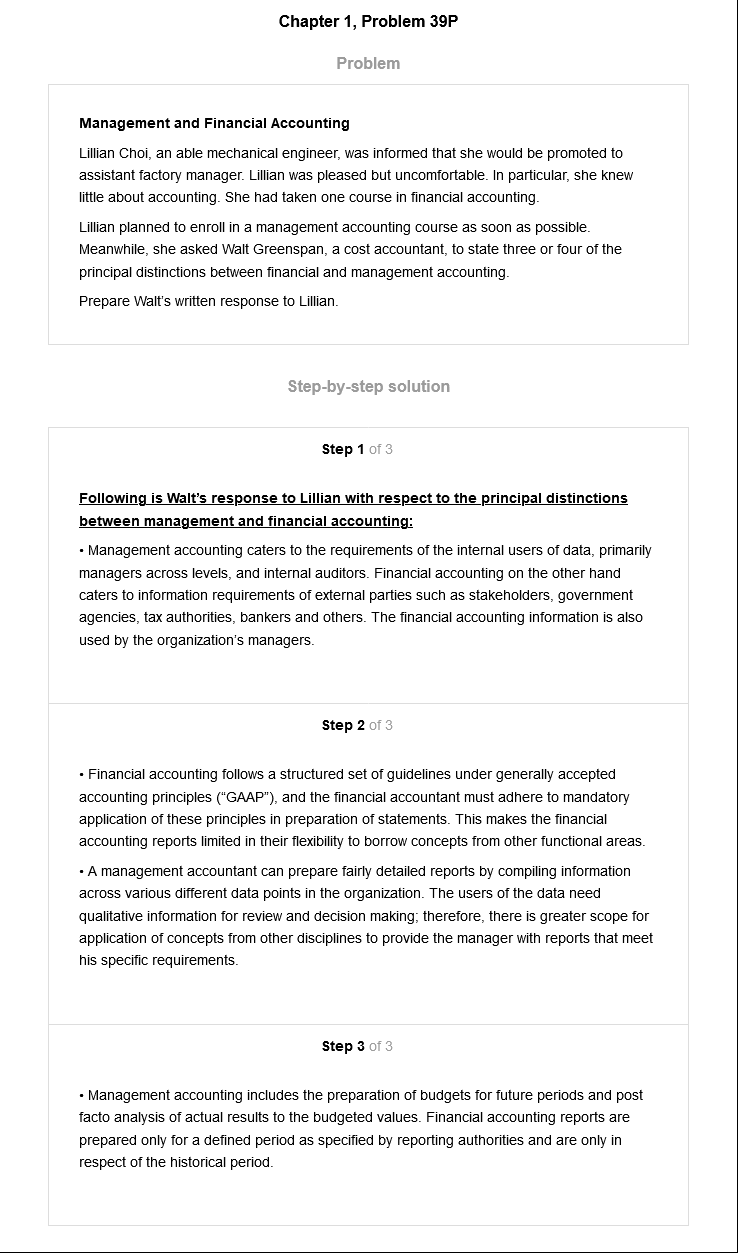 Chapter 1, Problem 39P
Problem
Management and Financial Accounting
Lillian Choi, an able mechanical engineer, was informed that she would be promoted to
assistant factory manager. Lillian was pleased but uncomfortable. In particular, she knew
little about accounting. She had taken one course in financial accounting.
Lillian planned to enroll in a management accounting course as soon as possible.
Meanwhile, she asked Walt Greenspan, a cost accountant, to state three or four of the
principal distinctions between financial and management accounting.
Prepare Walt's written response to Lillian.
Step-by-step solution
Step 1 of 3
Following is Walt's response to Lillian with respect to the principal distinctions
between management and financial accounting:
• Management accounting caters to the requirements of the internal users of data, primarily
managers across levels, and internal auditors. Financial accounting on the other hand
caters to information requirements of external parties such as stakeholders, government
agencies, tax authorities, bankers and others. The financial accounting information is also
used by the organization's managers.
Step 2 of 3
• Financial accounting follows a structured set of guidelines under generally accepted
accounting principles ("GAAP"), and the financial accountant must adhere to mandatory
application of these principles in preparation of statements. This makes the financial
accounting reports limited in their flexibility to borrow concepts from other functional areas.
• A management accountant can prepare fairly detailed reports by compiling information
across various different data points in the organization. The users of the data need
qualitative information for review and decision making; therefore, there is greater scope for
application of concepts from other disciplines to provide the manager with reports that meet
his specific requirements.
Step 3 of 3
• Management accounting includes the preparation of budgets for future periods and post
facto analysis of actual results to the budgeted values. Financial accounting reports are
prepared only for a defined period as specified by reporting authorities and are only in
respect of the historical period.